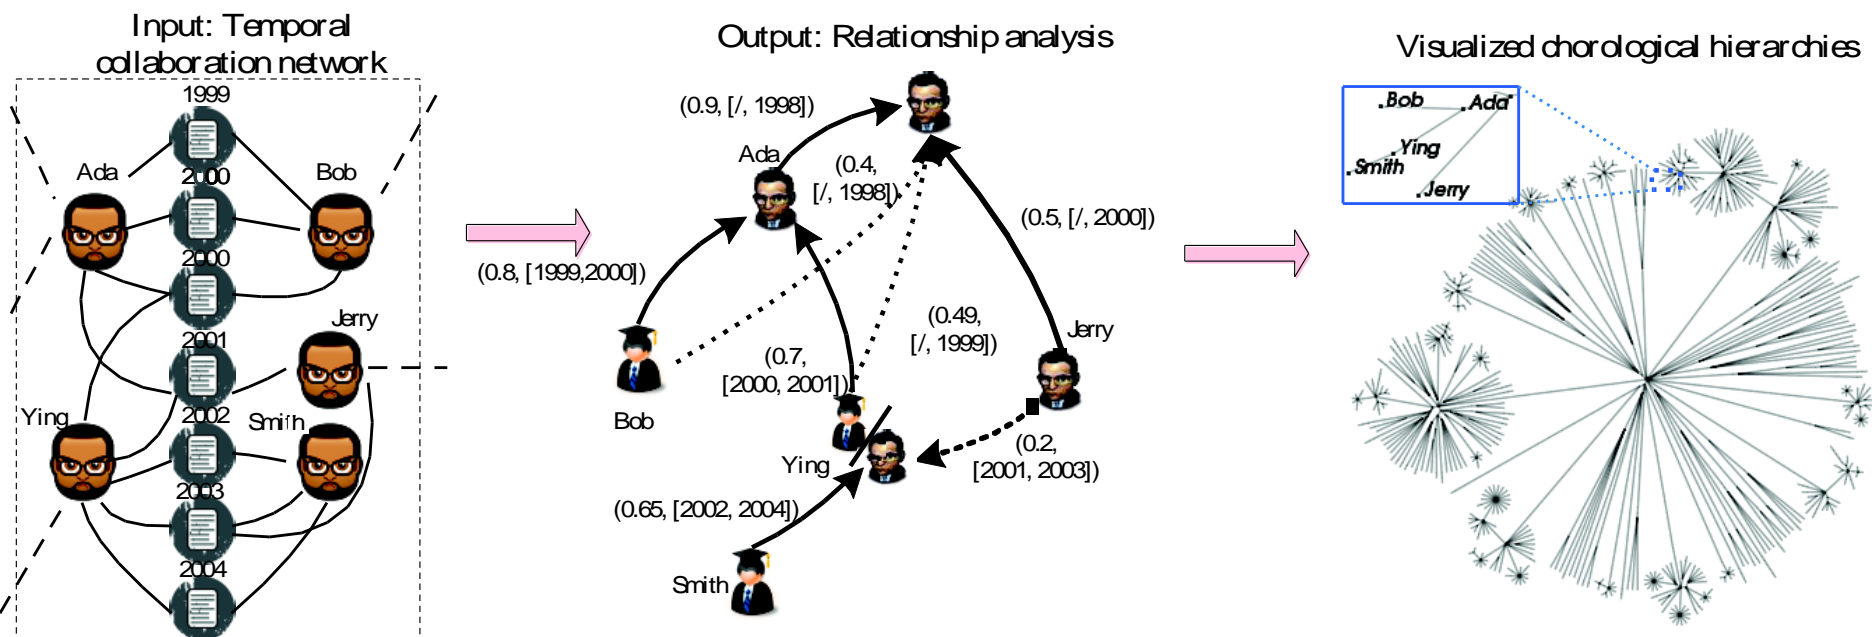 Input: Temporal
collaboration network
1999
Ada
2000
Bob
2000
Jerry
2001
Ying
2002
Smith
2003
2004
Output: Relationship analysis
(0.9, [/, 1998])
Ada
(0.4,
[/, 1998])
(0.5, [/, 2000])
(0.8, [1999,2000])
(0.49,
[/, 1999])
Jerry
(0.7,
[2000, 2001])
Bob
Ying
(0.2,
[2001, 2003])
(0.65, [2002, 2004])
Smith
Visualized chorological hierarchies
Bob
Ada
Ying
Smith
Jerry